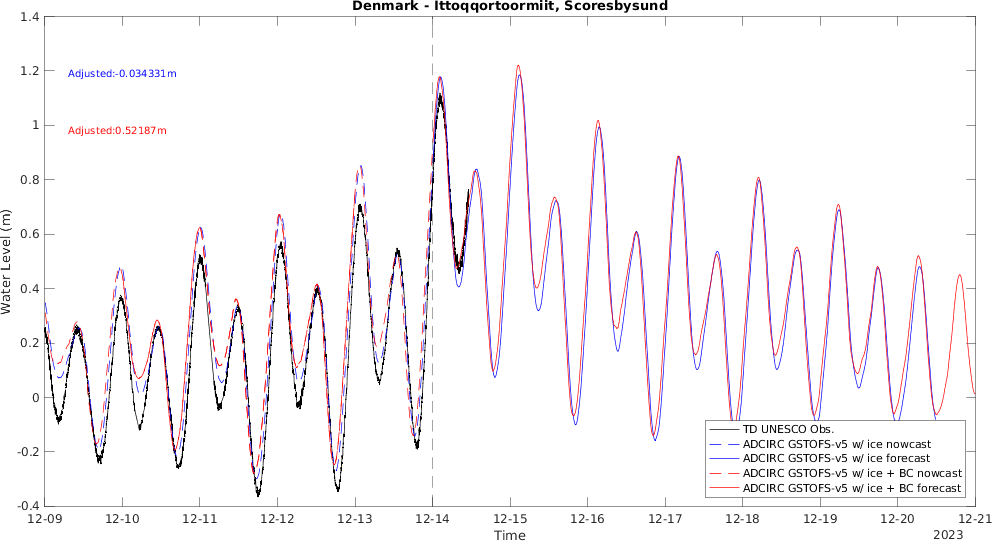 Denmark - Ittoqqortoormiit, Scoresbysund
1.4
1.2
1
0.8
0.6
0.4
0.2
0
-0.2
-0.4
Water Level (m)
Adjusted:-0.034331m
Adjusted:0.52187m
TD UNESCO Obs.
ADCIRC GSTOFS-v5 w/ ice nowcast
ADCIRC GSTOFS-v5 w/ ice forecast
ADCIRC GSTOFS-v5 w/ ice + BC nowcast
ADCIRC GSTOFS-v5 w/ ice + BC forecast
12-09 12-10 12-11 12-12 12-13 12-14 12-15 12-16 12-17 12-18 12-19 12-20 12-21
Time
2023